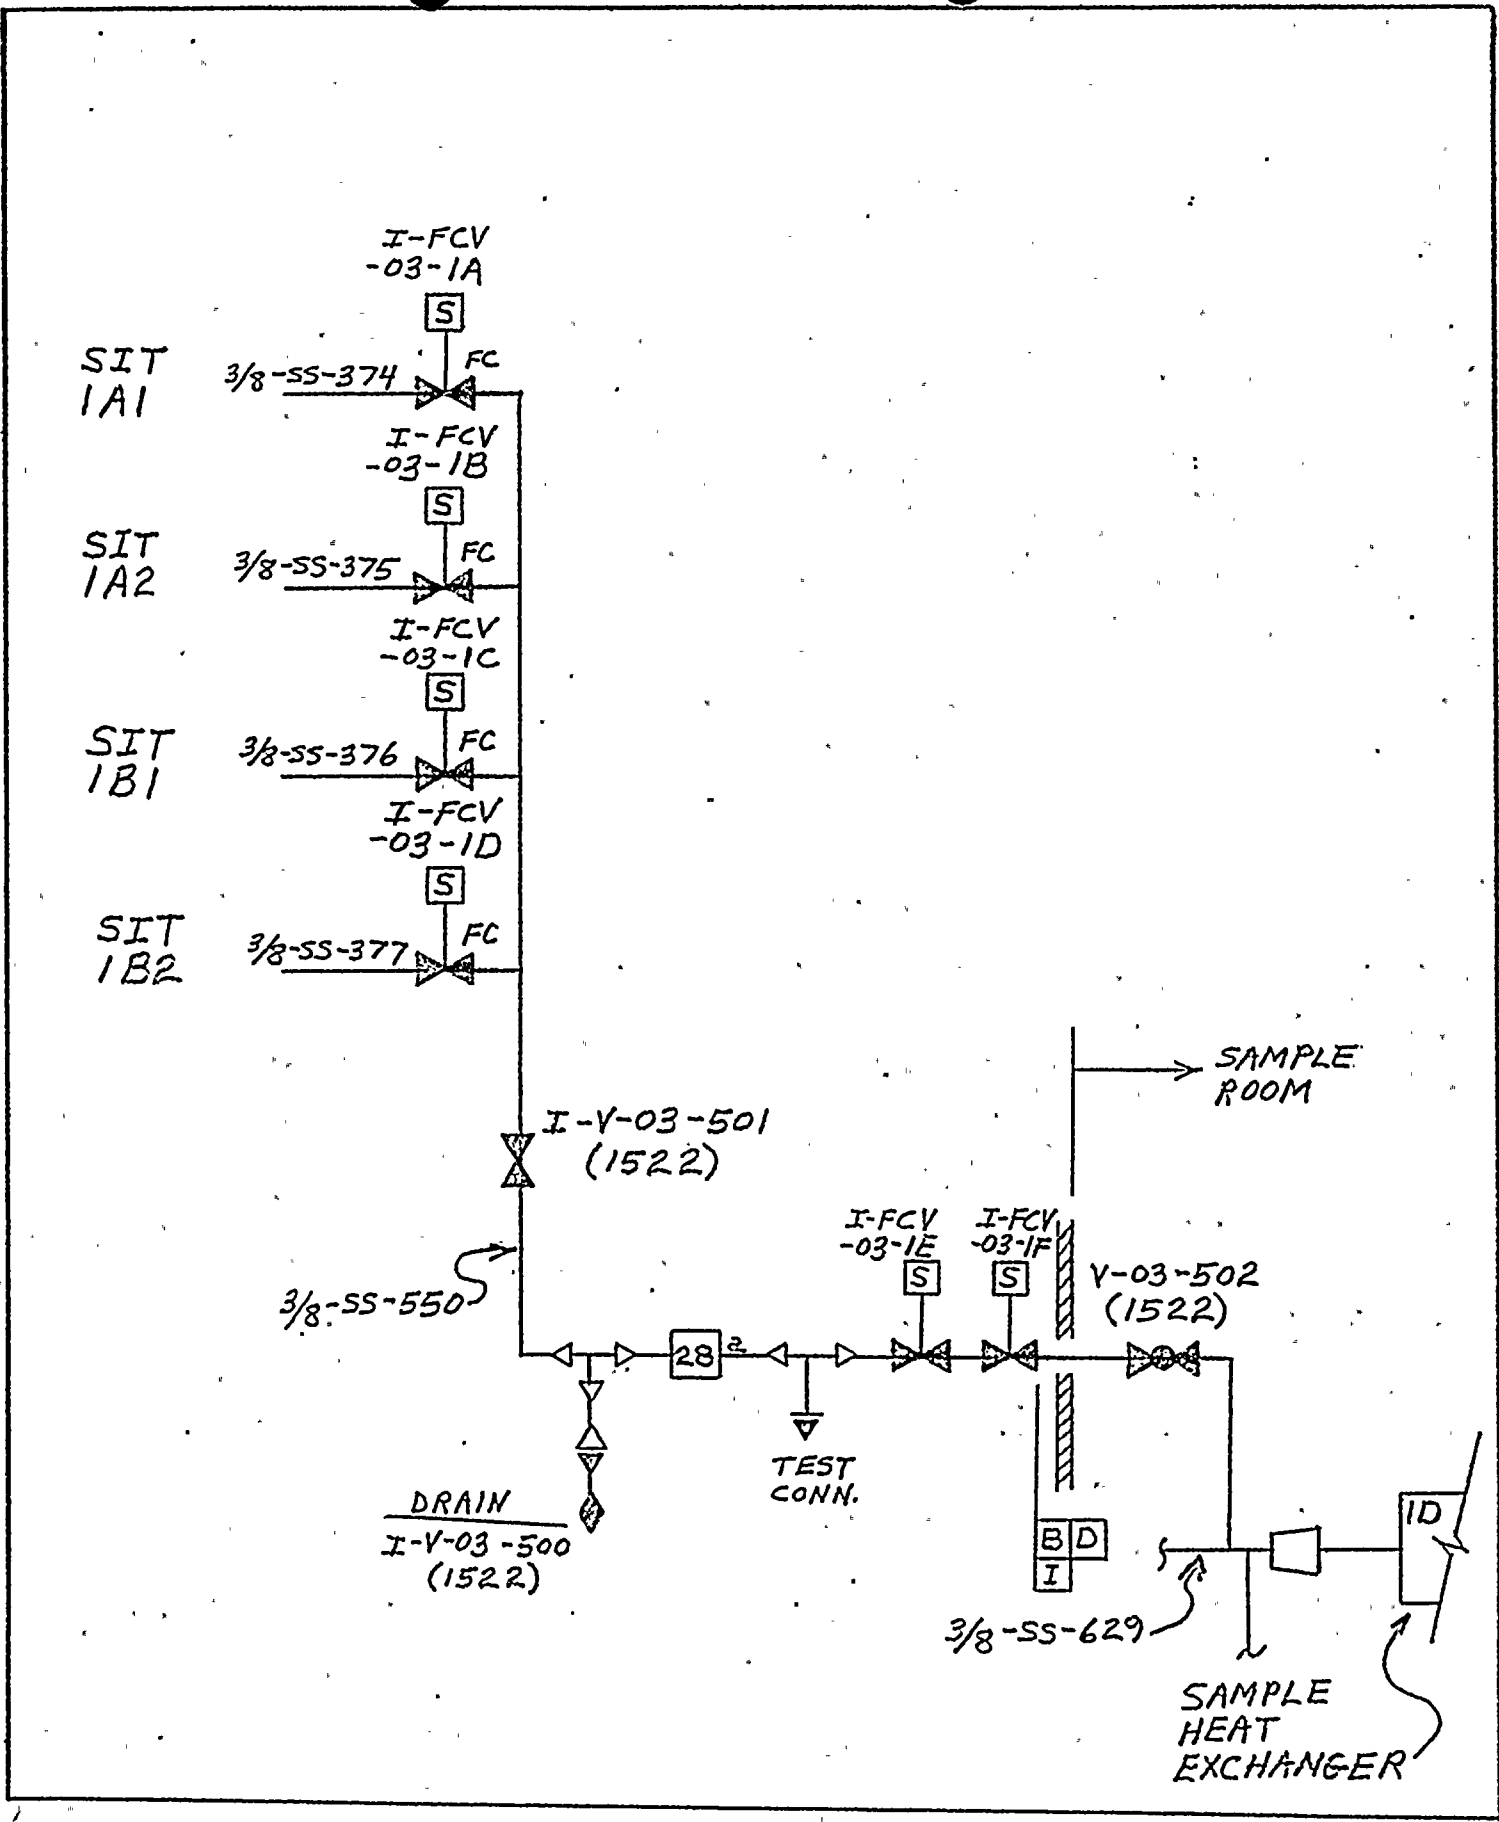 I-FCV
-03-1A
S
SIT
1A1
3/8-SS-374
FC
I-FCV
-03-1B
S
SIT
1A2
3/8-SS-375
FC
I-FCV
-03-1C
S
SIT
1B1
3/8-SS-376
FC
I-FCV
-03-1D
S
SIT
1B2
3/8-SS-377
FC
SAMPLE
ROOM
I-V-03-501
(1522)
I-FCV
-03-1E
S
I-FCV
-03-1F
S
V-03-502
(1522)
3/8-SS-550
28
2
TEST
CONN.
DRAIN
I-V-03-500
(1522)
B D
I
1D
3/8-SS-629
SAMPLE
HEAT
EXCHANGER